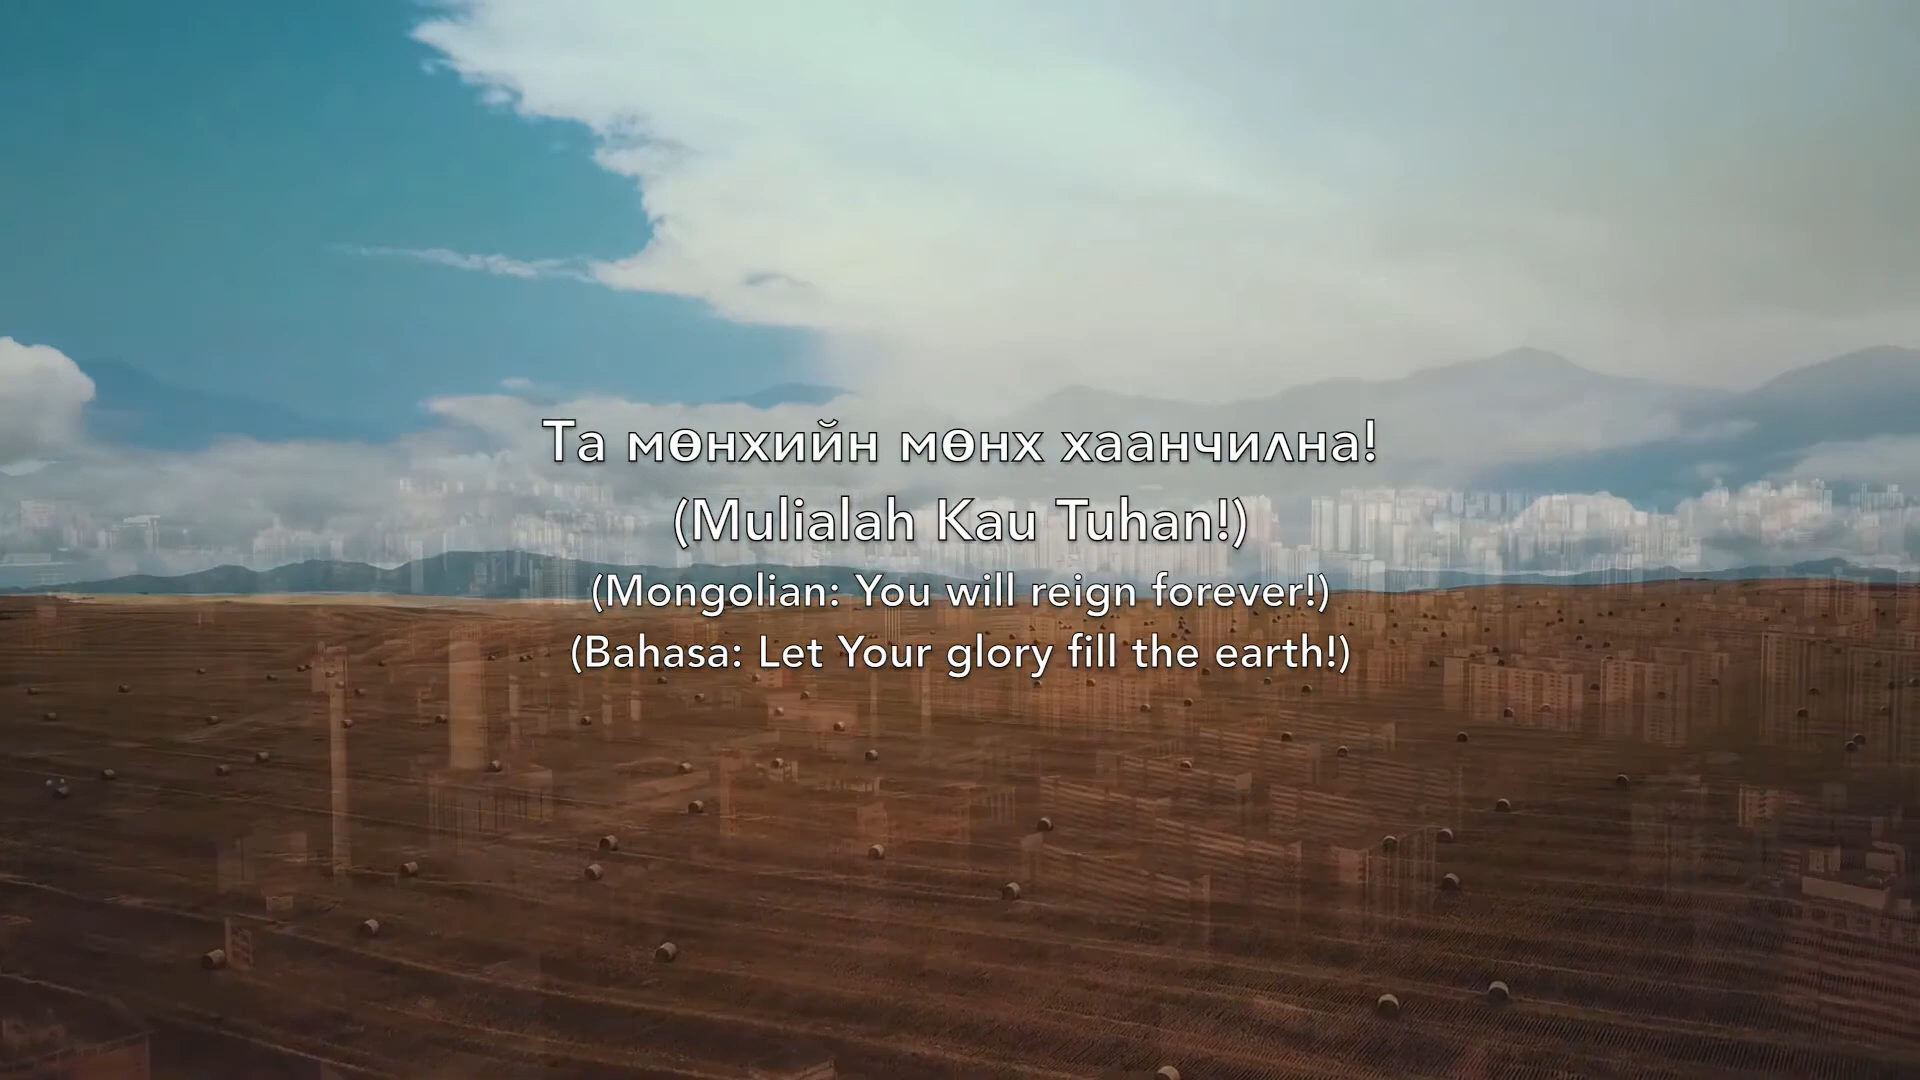 Та мөнхийн мөнх хаанчилна!
(Mulialah Kau Tuhan!)
(Mongolian: You will reign forever!)
(Bahasa: Let Your glory fill the earth!)